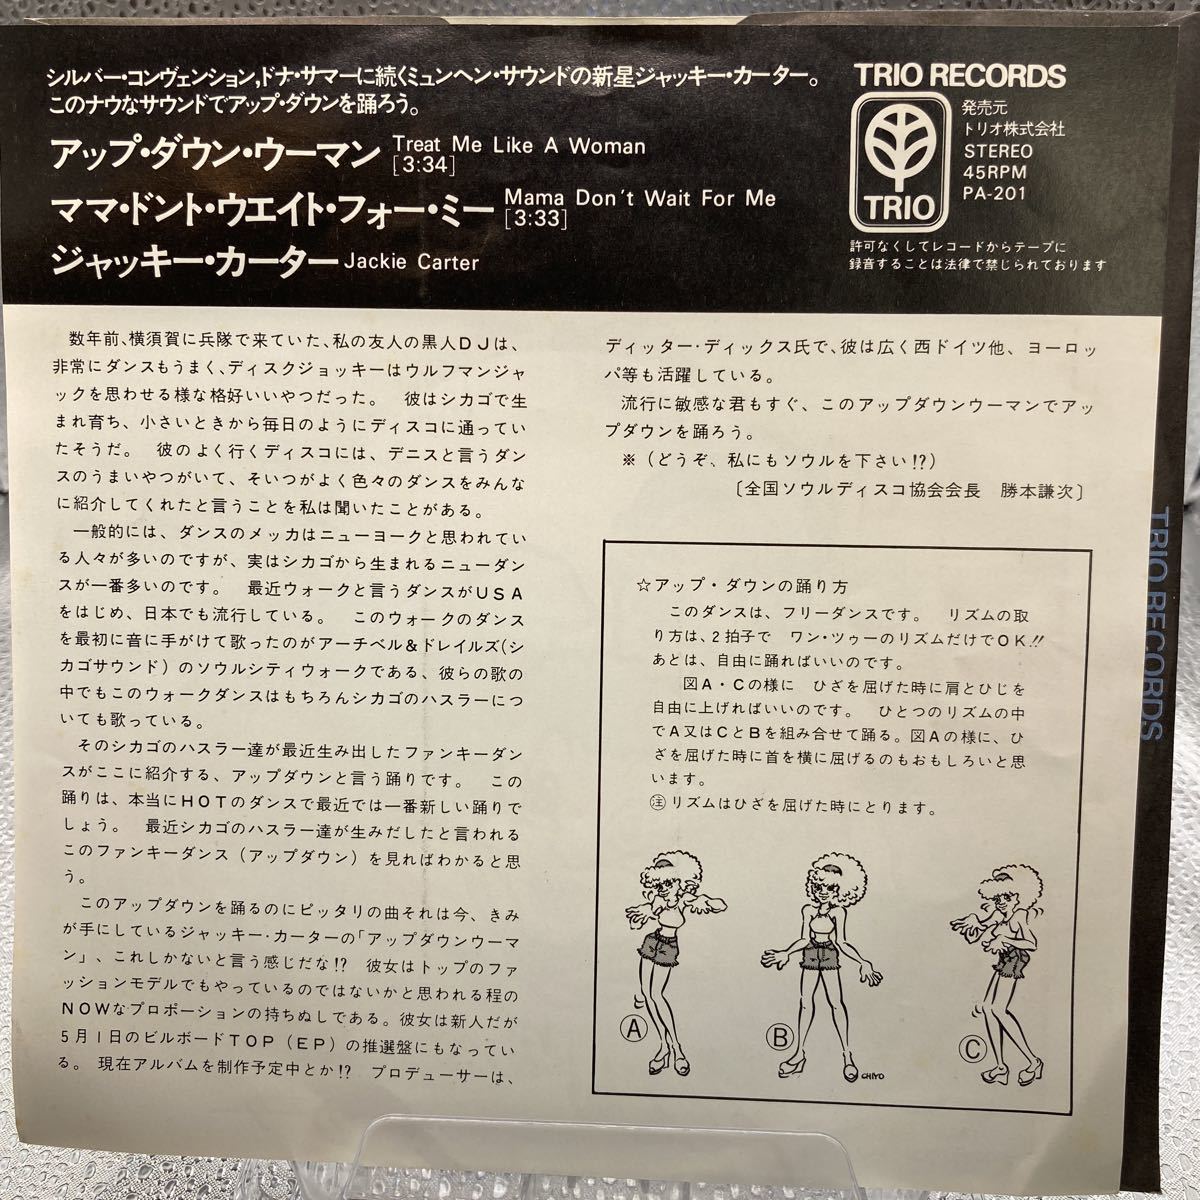 シルバー・コンヴェンション,ドナ・サマーに続くミュンヘン・サウンドの新星ジャッキー・カーター。
このナウなサウンドでアップ・ダウンを踊ろう。
アップ・ダウン・ウーマン Treat Me Like A Woman
[3:34]
ママ・ドント・ウエイト・フォー・ミー Mama Don't Wait For Me
[3:33]
ジャッキー・カーター Jackie Carter
TRIO RECORDS
TRIO
発売元
トリオ株式会社
STEREO
45RPM
PA-201
許可なくしてレコードからテープに
録音することは法律で禁じられております
数年前、横須賀に兵隊で来ていた、私の友人の黒人DJは、
非常にダンスもうまく、ディスクジョッキーはウルフマンジャ
ックを思わせる様な格好いいやつだった。 彼はシカゴで生
まれ育ち、小さいときから毎日のようにディスコに通ってい
たそうだ。 彼のよく行くディスコには、デニスと言うダン
スのうまいやつがいて、そいつがよく色々のダンスをみんな
に紹介してくれたと言うことを私は聞いたことがある。
一般的には、ダンスのメッカはニューヨークと思われてい
る人々が多いのですが、実はシカゴから生まれるニューダン
スが一番多いのです。 最近ウォークと言うダンスがUSA
をはじめ、日本でも流行している。 このウォークのダンス
を最初に音に手がけて歌ったのがアーチベル&ドレイルズ(シ
カゴサウンド)のソウルシティウォークである、彼らの歌の
中でもこのウォークダンスはもちろんシカゴのハスラーにつ
いても歌っている。
そのシカゴのハスラー達が最近生み出したファンキーダン
スがここに紹介する、アップダウンと言う踊りです。 この
踊りは、本当にHOTのダンスで最近では一番新しい踊りで
しょう。 最近シカゴのハスラー達が生みだしたと言われる
このファンキーダンス(アップダウン)を見ればわかると思
う。
このアップダウンを踊るのにピッタリの曲それは今、きみ
が手にしているジャッキー・カーターの「アップダウンウーマ
ン」、これしかないと言う感じだな!? 彼女はトップのファ
ッションモデルでもやっているのではないかと思われる程の
NOWなプロポーションの持ちぬしである。彼女は新人だが
5月1日のビルボードTOP(EP)の推選盤にもなってい
る。 現在アルバムを制作予定中とか!? プロデューサーは、
ディッター・ディックス氏で、彼は広く西ドイツ他、ヨーロッ
パ等も活躍している。
流行に敏感な君もすぐ、このアップダウンウーマンでアッ
プダウンを踊ろう。
※(どうぞ、私にもソウルを下さい!?)
〔全国ソウルディスコ協会会長 勝本謙次〕
☆アップ・ダウンの踊り方
このダンスは、フリーダンスです。 リズムの取
り方は、2拍子で ワン・ツゥーのリズムだけでOK!!
あとは、自由に踊ればいいのです。
図A・Cの様に ひざを屈げた時に肩とひじを
自由に上げればいいのです。 ひとつのリズムの中
でA又はCとBを組み合せて踊る。図Aの様に、ひ
ざを屈げた時に首を横に屈げるのもおもしろいと思
います。
㊟リズムはひざを屈げた時にとります。
Ⓐ
Ⓑ
Ⓒ
CHIYO
TRIO RECORDS